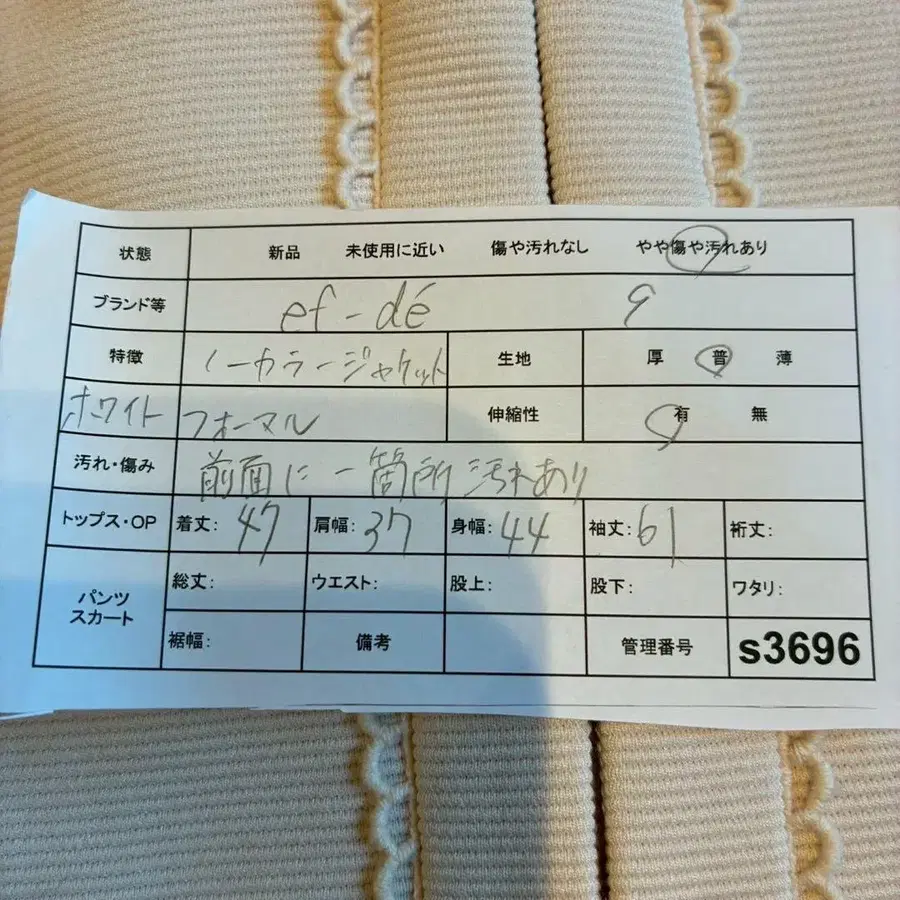 状態 新品 未使用に近い 傷や汚れなし やや傷や汚れあり
ブランド等 ef-dé 9
特徴 ノーカラージャケット 生地 厚 普 薄
ホワイト フォーマル 伸縮性 有 無
汚れ・傷み 前面に一箇所汚れあり
トップス・OP 着丈: 47 肩幅: 37 身幅: 44 袖丈: 61 裄丈:
パンツ スカート 総丈: ウエスト: 股上: 股下: ワタリ:
裾幅: 備考 管理番号 s3696